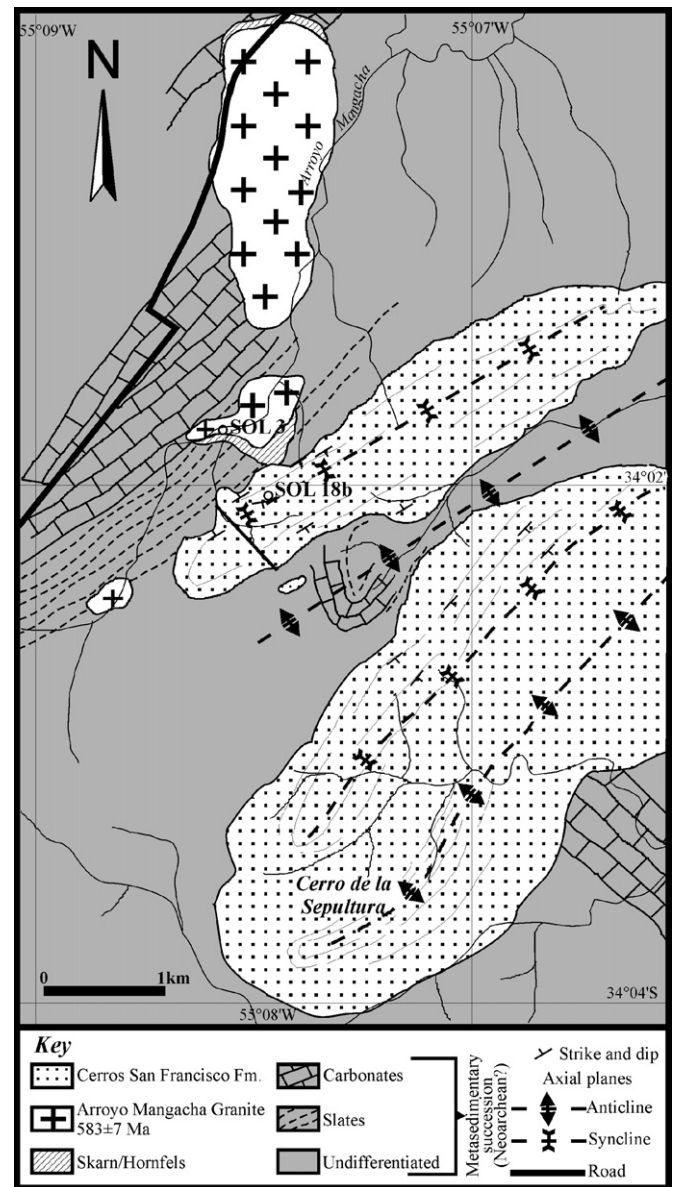 55°09'W
55°07'W
N
Arroyo Mangacha
SOL 3
SOL 18b
34°02'
Cerro de la
Sepultura
0 1km
55°08'W
34°04'S
Key
Cerros San Francisco Fm.
Arroyo Mangacha Granite
583±7 Ma
Skarn/Hornfels
Carbonates
Slates
Undifferentiated
Metasedimentary
succession
(Neoarchean?)
Strike and dip
Axial planes
Anticline
Syncline
Road